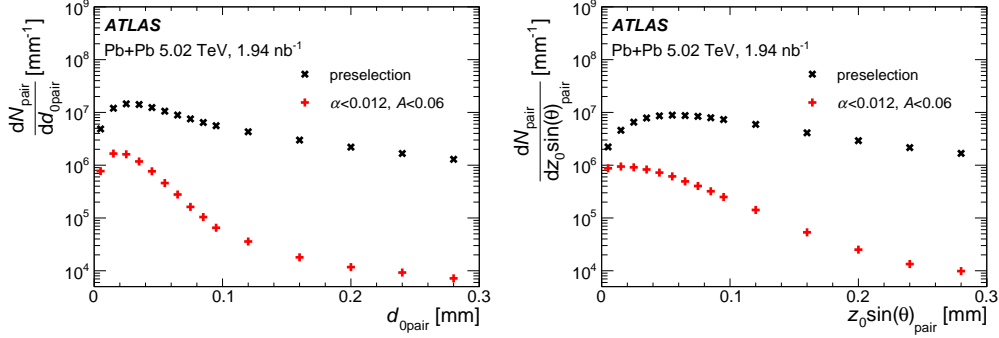 ATLAS
Pb+Pb 5.02 TeV, 1.94 nb⁻¹
preselection
α<0.012, A<0.06
dN_pair / dd_0pair [mm⁻¹]
10⁹
10⁸
10⁷
10⁶
10⁵
10⁴
0 0.1 0.2 0.3
d_0pair [mm]
ATLAS
Pb+Pb 5.02 TeV, 1.94 nb⁻¹
preselection
α<0.012, A<0.06
dN_pair / dz₀sin(θ)_pair [mm⁻¹]
10⁹
10⁸
10⁷
10⁶
10⁵
10⁴
0 0.1 0.2 0.3
z₀sin(θ)_pair [mm]